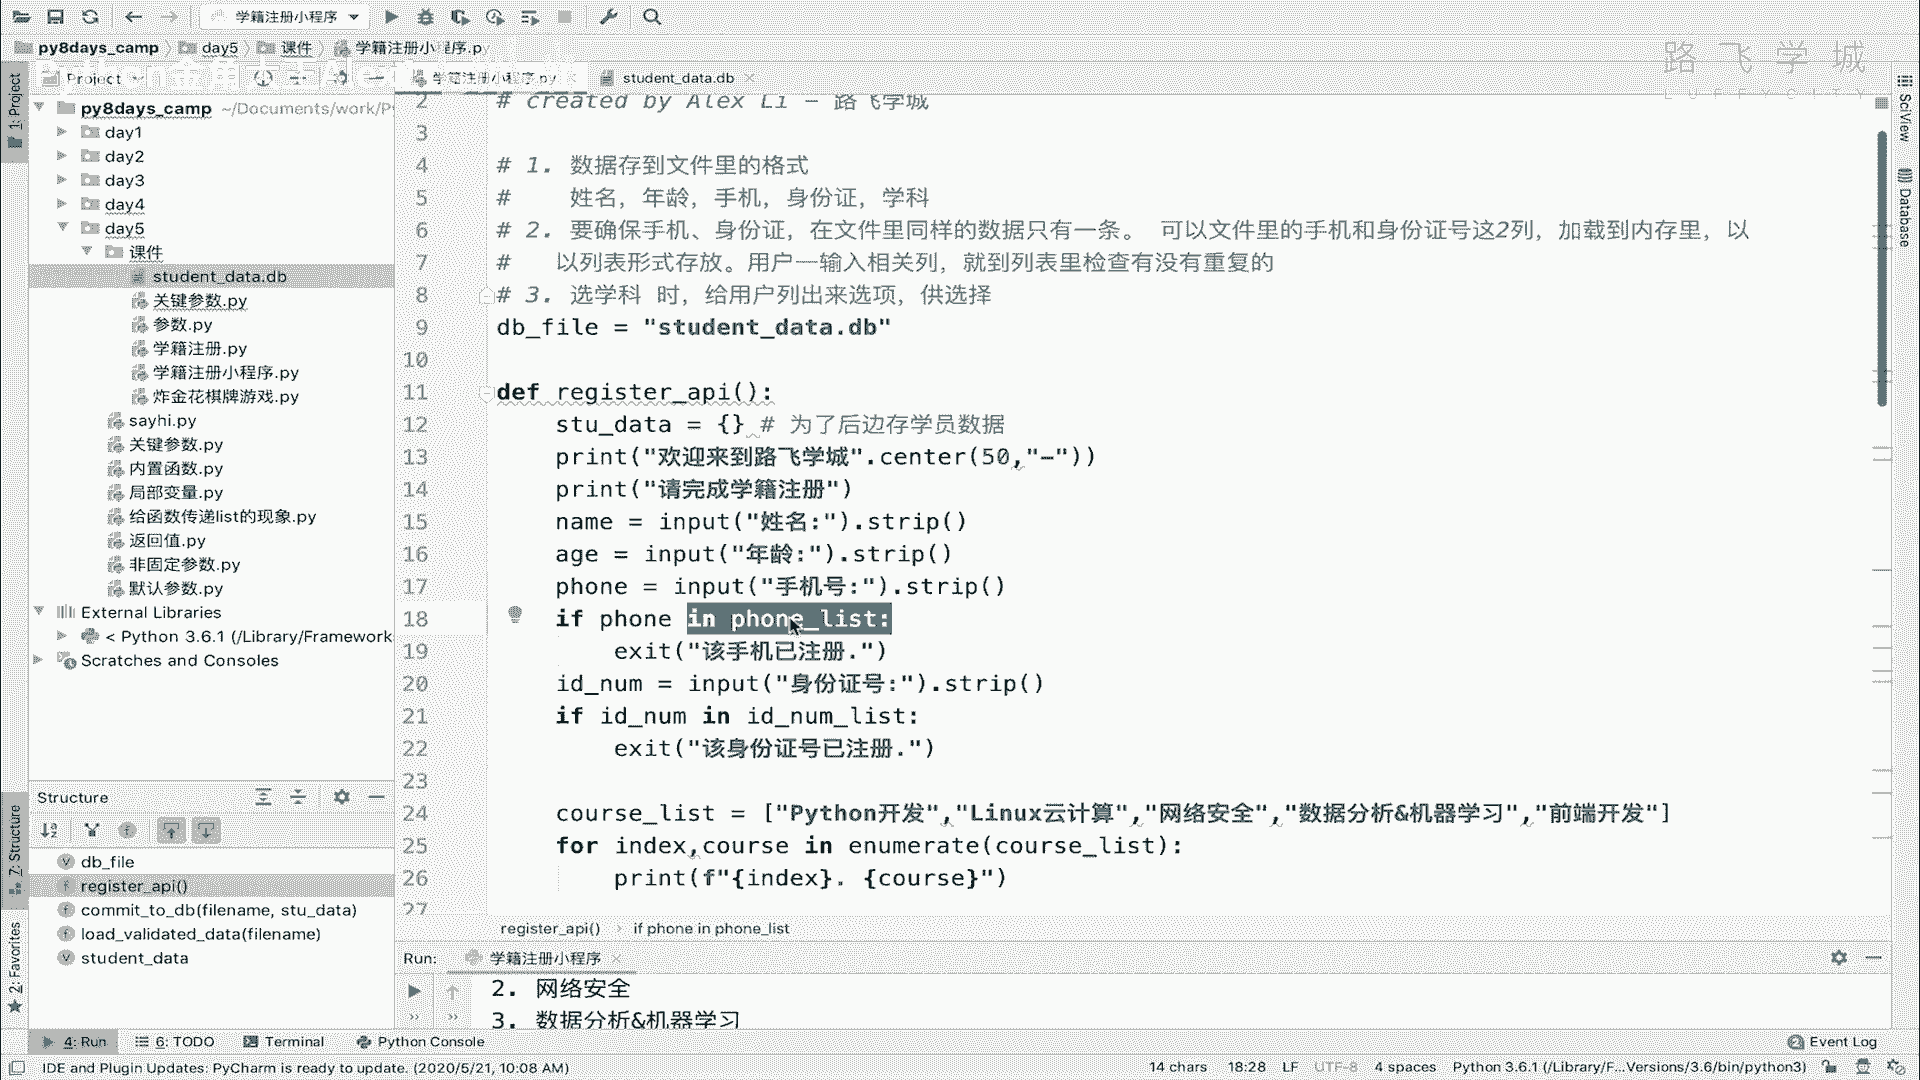 学籍注册小程序
py8days_camp
day5
课件
学籍注册小程序.py
路飞学城
LUFFYCITY
Python金角大王Alex
Project
学籍注册小程序.py
student_data.db
1: Project
SciView
Database
py8days_camp ~/Documents/work/Py
day1
day2
day3
day4
day5
课件
student_data.db
关键参数.py
参数.py
学籍注册.py
学籍注册小程序.py
炸金花棋牌游戏.py
sayhi.py
关键参数.py
内置函数.py
局部变量.py
给函数传递list的现象.py
返回值.py
非固定参数.py
默认参数.py
External Libraries
< Python 3.6.1 (/Library/Framework
Scratches and Consoles
2 # created by Alex Li - 路飞学城
3
4 # 1. 数据存到文件里的格式
5 #    姓名, 年龄, 手机, 身份证, 学科
6 # 2. 要确保手机、身份证, 在文件里同样的数据只有一条。 可以文件里的手机和身份证号这2列, 加载到内存里, 以
7 #   以列表形式存放。用户一输入相关列, 就到列表里检查有没有重复的
8 # 3. 选学科 时, 给用户列出来选项, 供选择
9 db_file = "student_data.db"
10
11 def register_api():
12     stu_data = {} # 为了后边存学员数据
13     print("欢迎来到路飞学城".center(50,"-"))
14     print("请完成学籍注册")
15     name = input("姓名:").strip()
16     age = input("年龄:").strip()
17     phone = input("手机号:").strip()
18     if phone in phone_list:
19         exit("该手机已注册.")
20     id_num = input("身份证号:").strip()
21     if id_num in id_num_list:
22         exit("该身份证号已注册.")
23
24     course_list = ["Python开发","Linux云计算","网络安全","数据分析&机器学习","前端开发"]
25     for index,course in enumerate(course_list):
26         print(f"{index}. {course}")
27
register_api()
if phone in phone_list
Structure
7: Structure
2: Favorites
db_file
register_api()
commit_to_db(filename, stu_data)
load_validated_data(filename)
student_data
Run: 学籍注册小程序
2. 网络安全
3. 数据分析&机器学习
4: Run
6: TODO
Terminal
Python Console
2 Event Log
IDE and Plugin Updates: PyCharm is ready to update. (2020/5/21, 10:08 AM)
14 chars 18:28 LF UTF-8 4 spaces Python 3.6.1 (/Library/F...Versions/3.6/bin/python3)